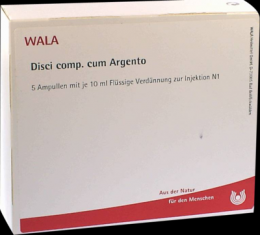 WALA
Disci comp. cum Argento
5 Ampullen mit je 10 ml Flüssige Verdünnung zur Injektion N1
Aus der Natur
für den Menschen